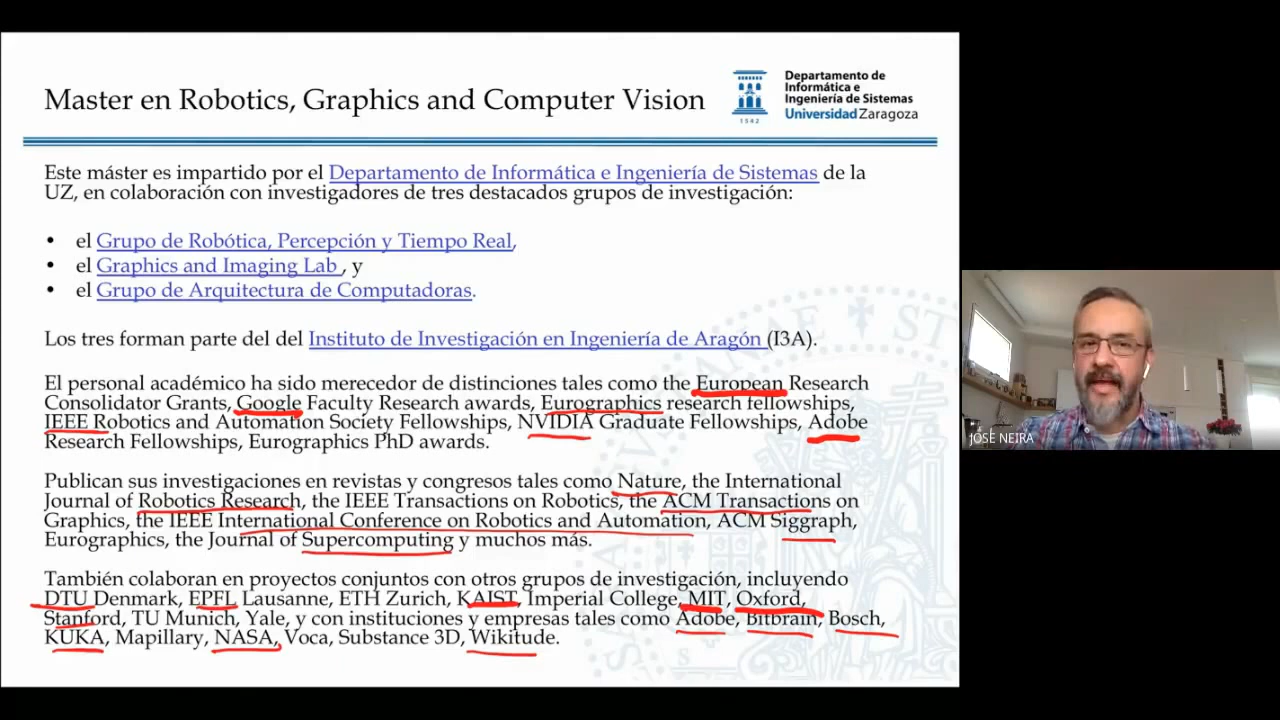 Master en Robotics, Graphics and Computer Vision
Departamento de
Informática e
Ingeniería de Sistemas
Universidad Zaragoza
1542
Este máster es impartido por el Departamento de Informática e Ingeniería de Sistemas de la
UZ, en colaboración con investigadores de tres destacados grupos de investigación:
• el Grupo de Robótica, Percepción y Tiempo Real,
• el Graphics and Imaging Lab , y
• el Grupo de Arquitectura de Computadoras.
Los tres forman parte del del Instituto de Investigación en Ingeniería de Aragón (I3A).
El personal académico ha sido merecedor de distinciones tales como the European Research
Consolidator Grants, Google Faculty Research awards, Eurographics research fellowships,
IEEE Robotics and Automation Society Fellowships, NVIDIA Graduate Fellowships, Adobe
Research Fellowships, Eurographics PhD awards.
Publican sus investigaciones en revistas y congresos tales como Nature, the International
Journal of Robotics Research, the IEEE Transactions on Robotics, the ACM Transactions on
Graphics, the IEEE International Conference on Robotics and Automation, ACM Siggraph,
Eurographics, the Journal of Supercomputing y muchos más.
También colaboran en proyectos conjuntos con otros grupos de investigación, incluyendo
DTU Denmark, EPFL Lausanne, ETH Zurich, KAIST, Imperial College, MIT, Oxford,
Stanford, TU Munich, Yale, y con instituciones y empresas tales como Adobe, Bitbrain, Bosch,
KUKA, Mapillary, NASA, Voca, Substance 3D, Wikitude.
JOSE NEIRA